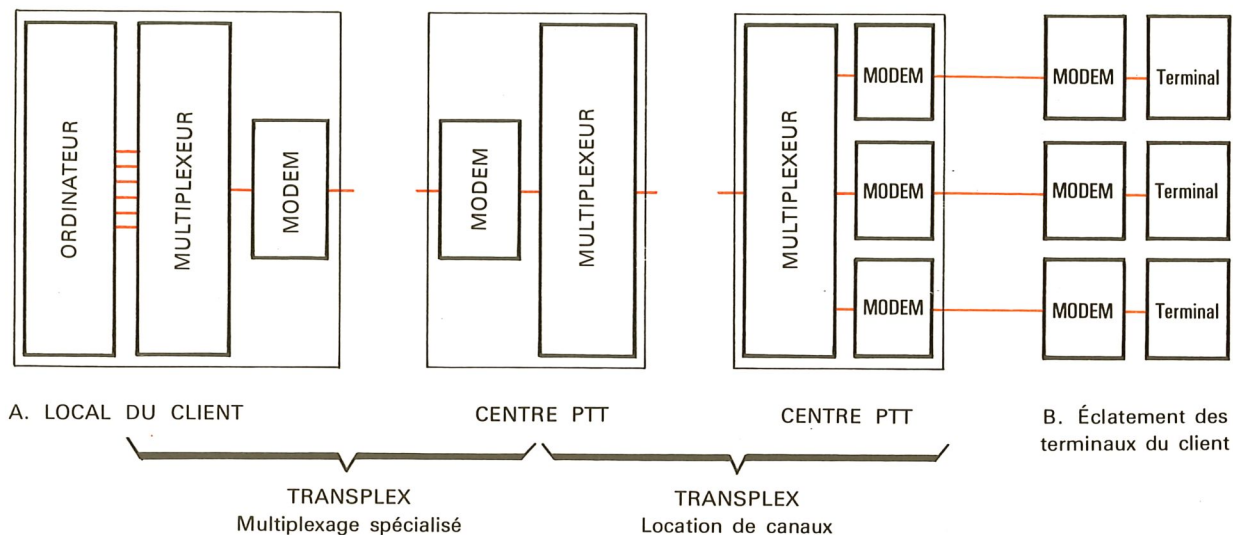 ORDINATEUR
MULTIPLEXEUR
MODEM
MODEM
MULTIPLEXEUR
MULTIPLEXEUR
MODEM
MODEM
MODEM
MODEM
Terminal
MODEM
Terminal
MODEM
Terminal
A. LOCAL DU CLIENT
CENTRE PTT
CENTRE PTT
B. Éclatement des
terminaux du client
TRANSPLEX
Multiplexage spécialisé
TRANSPLEX
Location de canaux